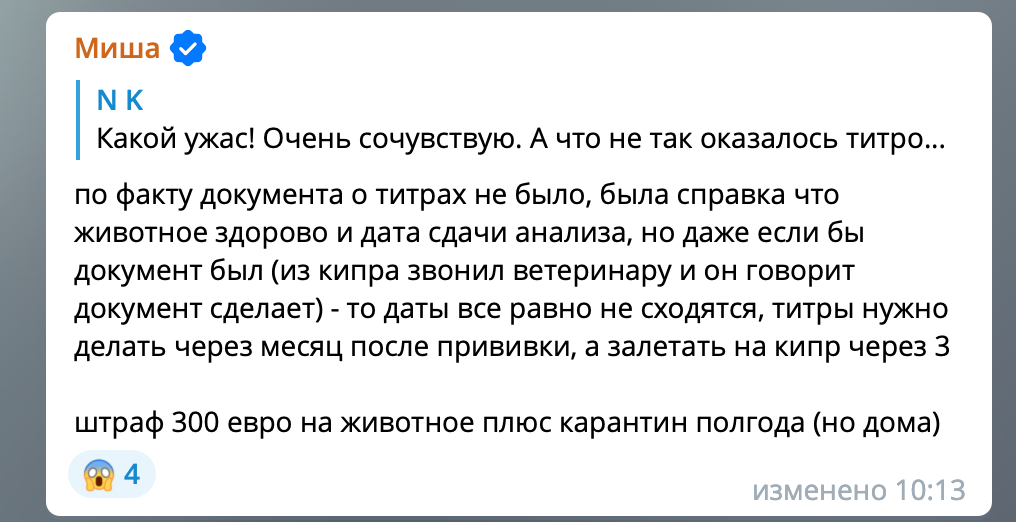 Миша
N K
Какой ужас! Очень сочувствую. А что не так оказалось титро...
по факту документа о титрах не было, была справка что
животное здорово и дата сдачи анализа, но даже если бы
документ был (из кипра звонил ветеринару и он говорит
документ сделает) - то даты все равно не сходятся, титры нужно
делать через месяц после прививки, а залетать на кипр через 3
штраф 300 евро на животное плюс карантин полгода (но дома)
😱 4
изменено 10:13